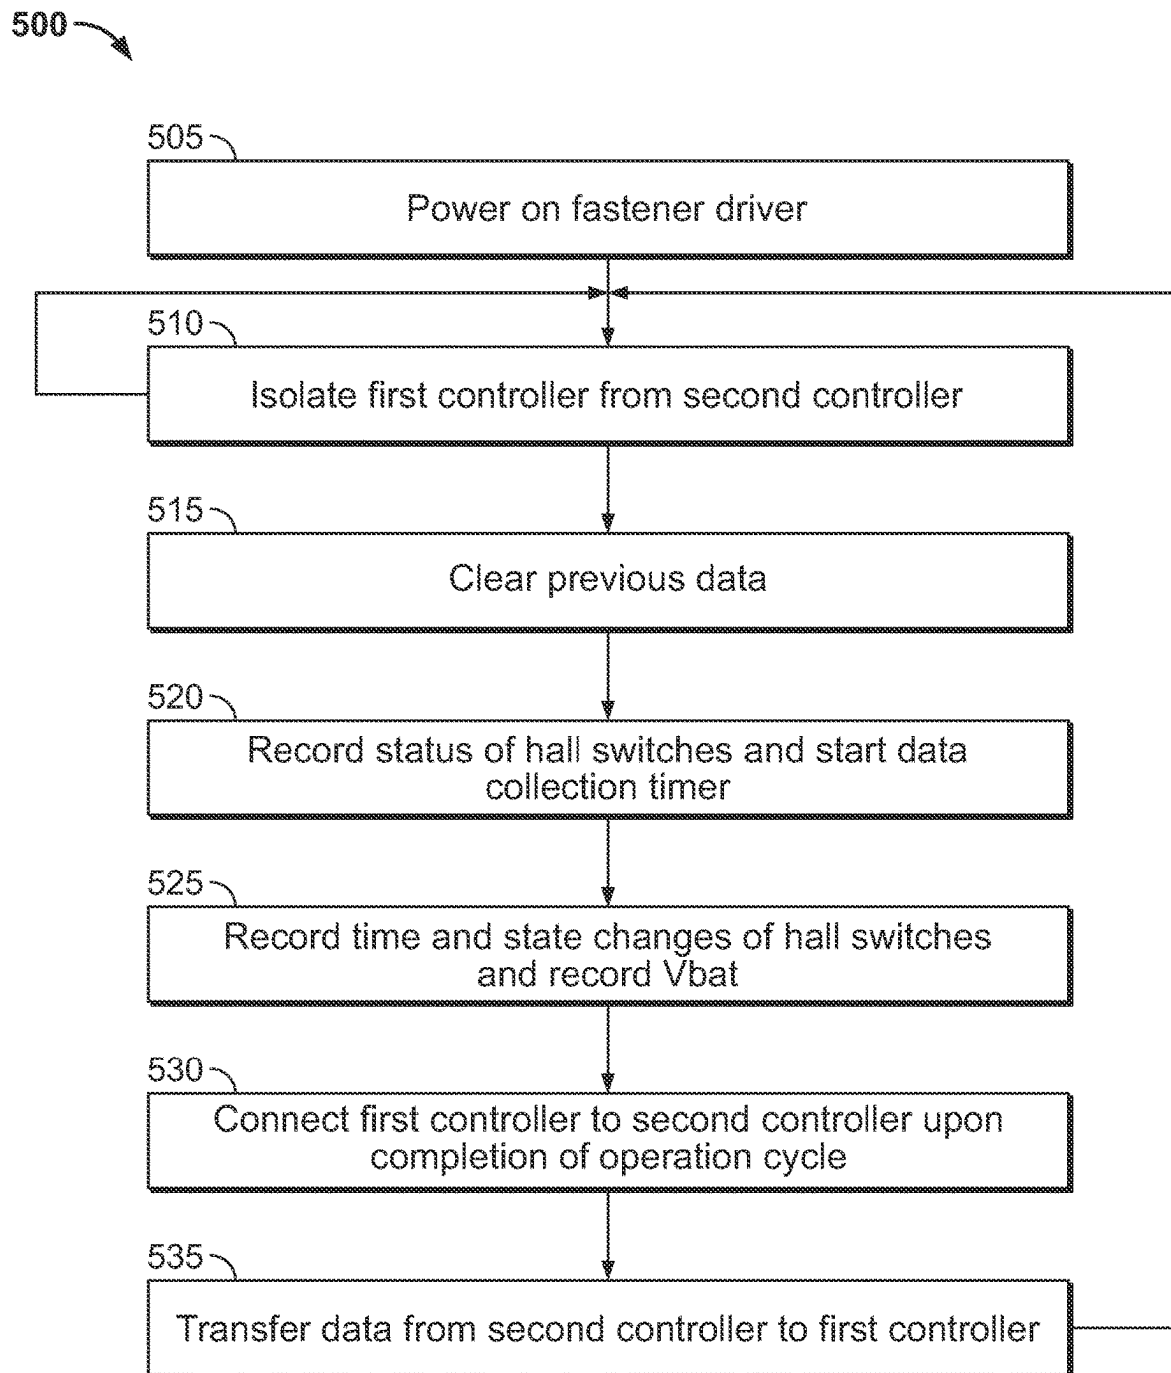 500
505
Power on fastener driver
510
Isolate first controller from second controller
515
Clear previous data
520
Record status of hall switches and start data
collection timer
525
Record time and state changes of hall switches
and record Vbat
530
Connect first controller to second controller upon
completion of operation cycle
535
Transfer data from second controller to first controller